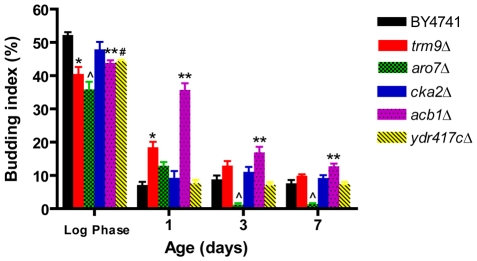 Budding index (%)
60
50
40
30
20
10
0
* ^ **#
* **
^ **
^ **
Log Phase 1 3 7
Age (days)
BY4741
trm9Δ
aro7Δ
cka2Δ
acb1Δ
ydr417cΔ